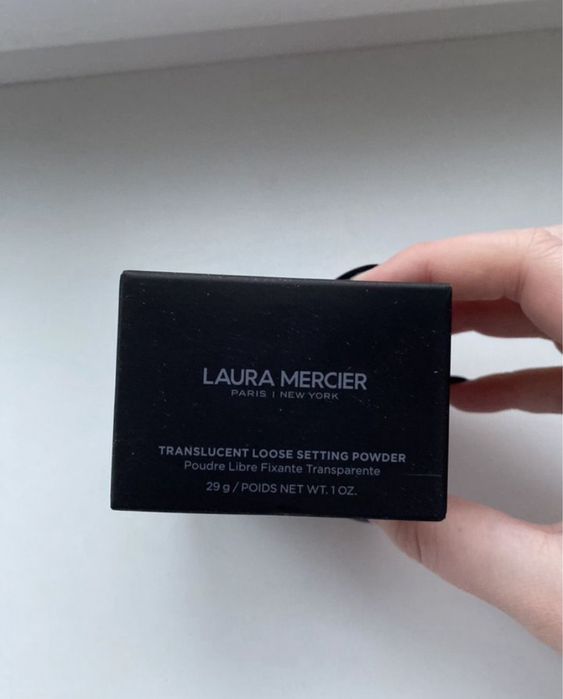 LAURA MERCIER
PARIS | NEW YORK
TRANSLUCENT LOOSE SETTING POWDER
Poudre Libre Fixante Transparente
29 g / POIDS NET WT. 1 OZ.